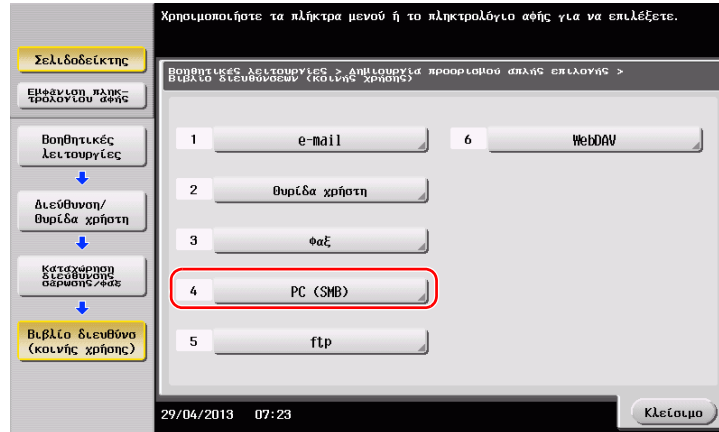 Χρησιμοποιήστε τα πλήκτρα μενού ή το πληκτρολόγιο αφής για να επιλέξετε.
Σελιδοδείκτης
Εμφάνιση πληκ-
τρολογίου αφής
Βοηθητικές
λειτουργίες
Διεύθυνση/
Θυρίδα χρήστη
Καταχώρηση
διεύθυνσης
σάρωσης/φαξ
Βιβλίο διευθύνσ
(κοινής χρήσης)
Βοηθητικές λειτουργίες > Δημιουργία προορισμού απλής επιλογής >
Βιβλίο διευθύνσεων (κοινής χρήσης)
1 e-mail
2 Θυρίδα χρήστη
3 Φαξ
4 PC (SMB)
5 ftp
6 WebDAV
29/04/2013 07:23
Κλείσιμο